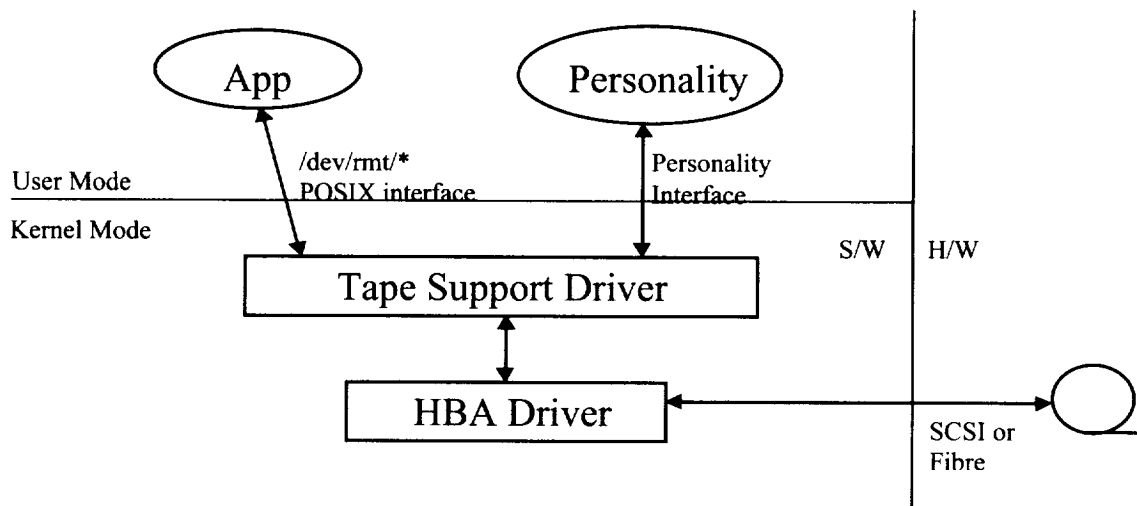 App
Personality
/dev/rmt/*
POSIX interface
Personality
Interface
User Mode
Kernel Mode
S/W
H/W
Tape Support Driver
HBA Driver
SCSI or
Fibre